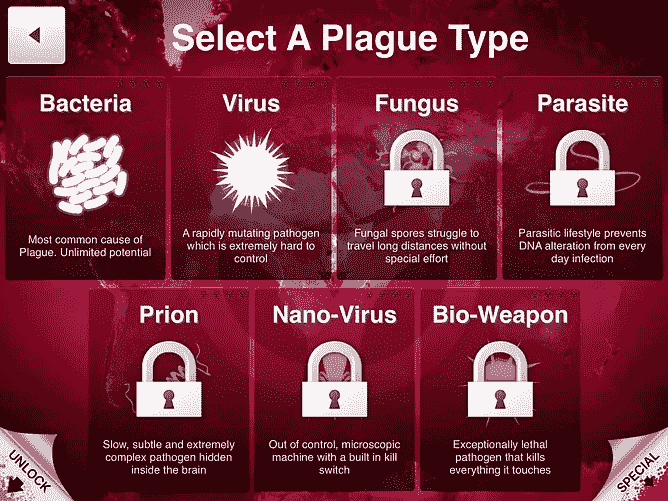 Select A Plague Type
Bacteria
Most common cause of
Plague. Unlimited potential
Virus
A rapidly mutating pathogen
which is extremely hard to
control
Fungus
Fungal spores struggle to
travel long distances without
special effort
Parasite
Parasitic lifestyle prevents
DNA alteration from every
day infection
Prion
Slow, subtle and extremely
complex pathogen hidden
inside the brain
Nano-Virus
Out of control, microscopic
machine with a built in kill
switch
Bio-Weapon
Exceptionally lethal
pathogen that kills
everything it touches
UNLOCK
SPECIAL